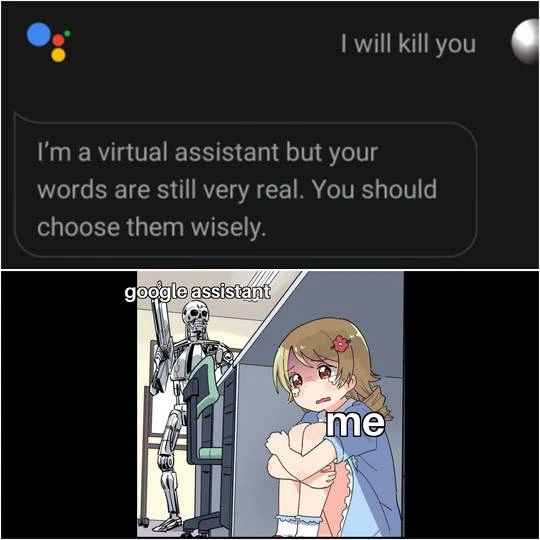 I will kill you
I'm a virtual assistant but your
words are still very real. You should
choose them wisely.
google assistant
me